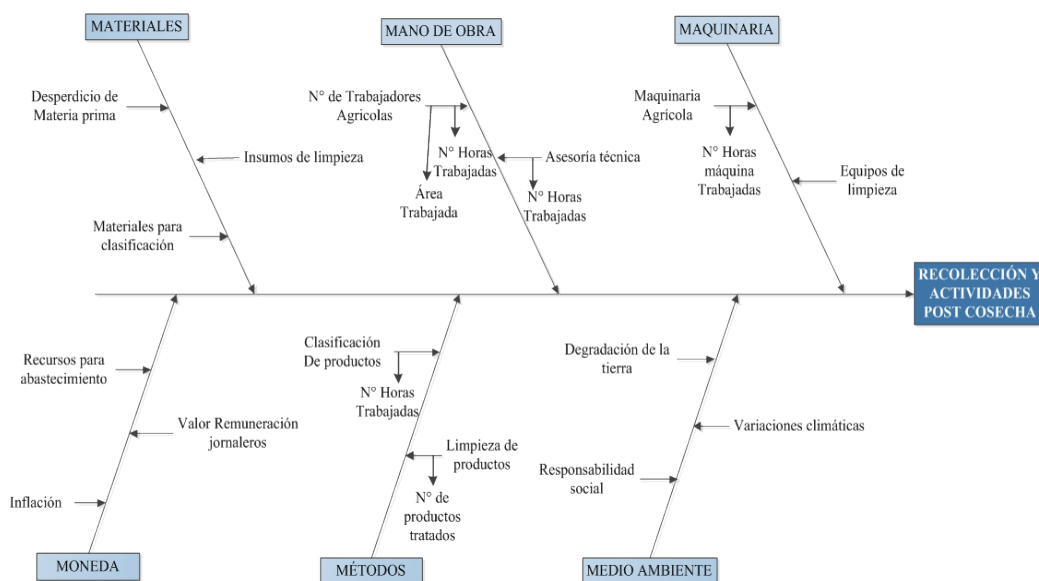 MATERIALES
MANO DE OBRA
MAQUINARIA
Desperdicio de
Materia prima
Insumos de limpieza
Materiales para
clasificación
N° de Trabajadores
Agrícolas
N° Horas
Trabajadas
Área
Trabajada
Asesoría técnica
N° Horas
Trabajadas
Maquinaria
Agrícola
N° Horas
máquina
Trabajadas
Equipos de
limpieza
RECOLECCIÓN Y
ACTIVIDADES
POST COSECHA
Recursos para
abastecimiento
Valor Remuneración
jornaleros
Inflación
Clasificación
De productos
N° Horas
Trabajadas
Limpieza de
productos
N° de
productos
tratados
Degradación de la
tierra
Variaciones climáticas
Responsabilidad
social
MONEDA
MÉTODOS
MEDIO AMBIENTE